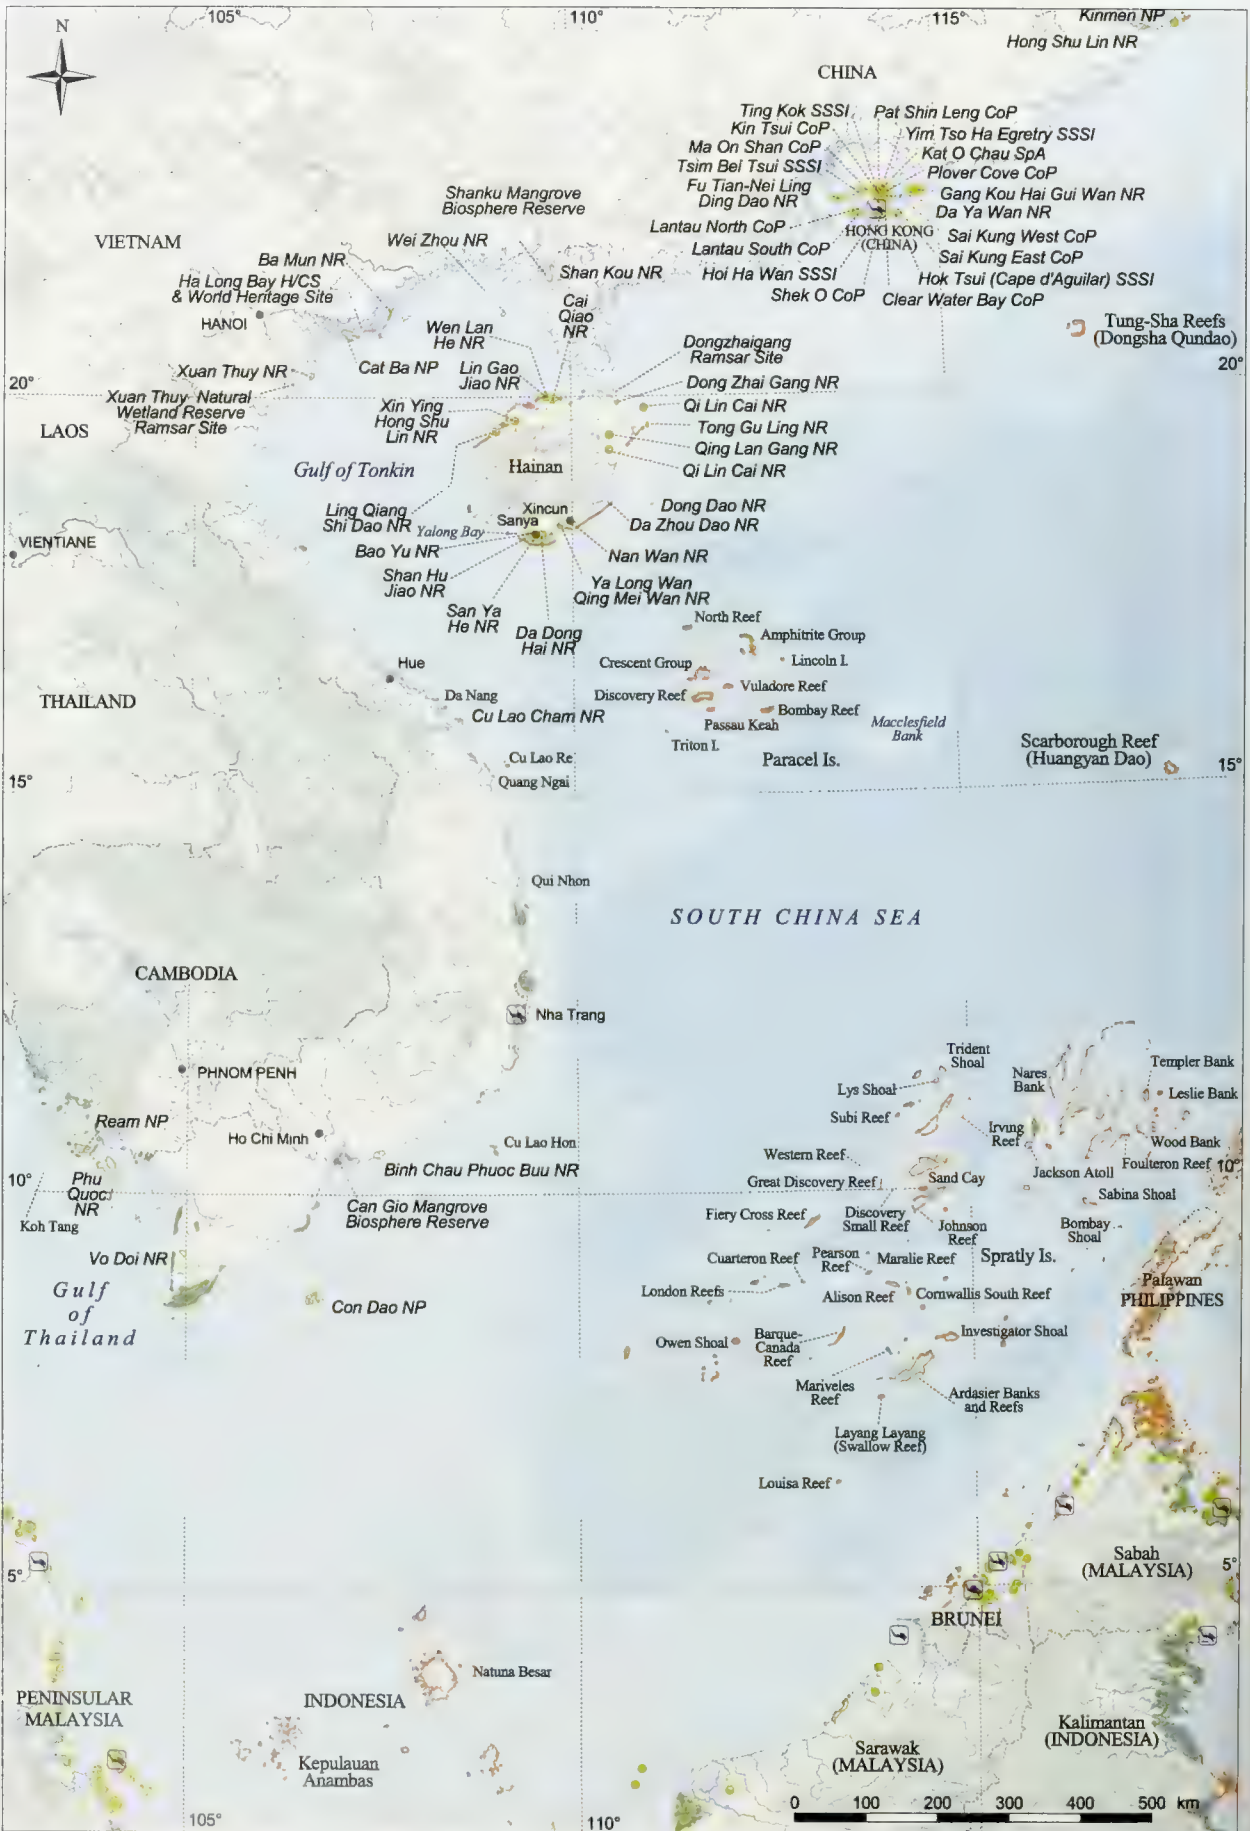 105°
110°
115°
Kinmen NP
Hong Shu Lin NR
N
CHINA
Ting Kok SSSI
Pat Shin Leng CoP
Kin Tsui CoP
Yim Tso Ha Egretry SSSI
Ma On Shan CoP
Kat O Chau SpA
Tsim Bei Tsui SSSI
Plover Cove CoP
Fu Tian-Nei Ling
Ding Dao NR
Gang Kou Hai Gui Wan NR
Da Ya Wan NR
Lantau North CoP
HONG KONG
(CHINA)
Sai Kung West CoP
Lantau South CoP
Sai Kung East CoP
Hoi Ha Wan SSSI
Hok Tsui (Cape d'Aguilar) SSSI
Shek O CoP
Clear Water Bay CoP
Shanku Mangrove
Biosphere Reserve
VIETNAM
Wei Zhou NR
Ba Mun NR
Shan Kou NR
Ha Long Bay H/CS
& World Heritage Site
HANOI
Cai
Qiao
NR
Wen Lan
He NR
Tung-Sha Reefs
(Dongsha Qundao)
Dongzhaigang
Ramsar Site
Xuan Thuy NR
Cat Ba NP
Lin Gao
Jiao NR
20°
20°
Dong Zhai Gang NR
Xuan Thuy Natural
Wetland Reserve
Ramsar Site
Xin Ying
Hong Shu
Lin NR
Qi Lin Cai NR
LAOS
Tong Gu Ling NR
Qing Lan Gang NR
Gulf of Tonkin
Hainan
Qi Lin Cai NR
Ling Qiang
Shi Dao NR
Xincun
Dong Dao NR
Sanya
Da Zhou Dao NR
Yalong Bay
VIENTIANE
Bao Yu NR
Nan Wan NR
Shan Hu
Jiao NR
Ya Long Wan
Qing Mei Wan NR
San Ya
He NR
Da Dong
Hai NR
North Reef
Amphitrite Group
Hue
Crescent Group
Lincoln I.
THAILAND
Da Nang
Discovery Reef
Vuladore Reef
Cu Lao Cham NR
Bombay Reef
Passau Keah
Macclesfield
Bank
Triton I.
Scarborough Reef
(Huangyan Dao)
Cu Lao Re
Paracel Is.
15°
Quang Ngai
15°
Qui Nhon
SOUTH CHINA SEA
CAMBODIA
Nha Trang
Trident
Shoal
Templer Bank
PHNOM PENH
Nares
Bank
Lys Shoal
Leslie Bank
Ream NP
Subi Reef
Ho Chi Minh
Cu Lao Hon
Irving
Reef
Wood Bank
Western Reef
Binh Chau Phuoc Buu NR
Jackson Atoll
Foulteron Reef
10°
10°
Phu
Quoc
NR
Great Discovery Reef
Sand Cay
Sabina Shoal
Koh Tang
Can Gio Mangrove
Biosphere Reserve
Fiery Cross Reef
Discovery
Small Reef
Johnson
Reef
Bombay
Shoal
Vo Doi NR
Cuarteron Reef
Pearson
Reef
Maralie Reef
Spratly Is.
Gulf
of
Thailand
London Reefs
Alison Reef
Cornwallis South Reef
Palawan
PHILIPPINES
Con Dao NP
Owen Shoal
Barque-
Canada
Reef
Investigator Shoal
Mariveles
Reef
Ardasier Banks
and Reefs
Layang Layang
(Swallow Reef)
Louisa Reef
5°
Sabah
(MALAYSIA)
5°
BRUNEI
Natuna Besar
PENINSULAR
MALAYSIA
INDONESIA
Kalimantan
(INDONESIA)
Kepulauan
Anambas
Sarawak
(MALAYSIA)
0 100 200 300 400 500 km
105°
110°